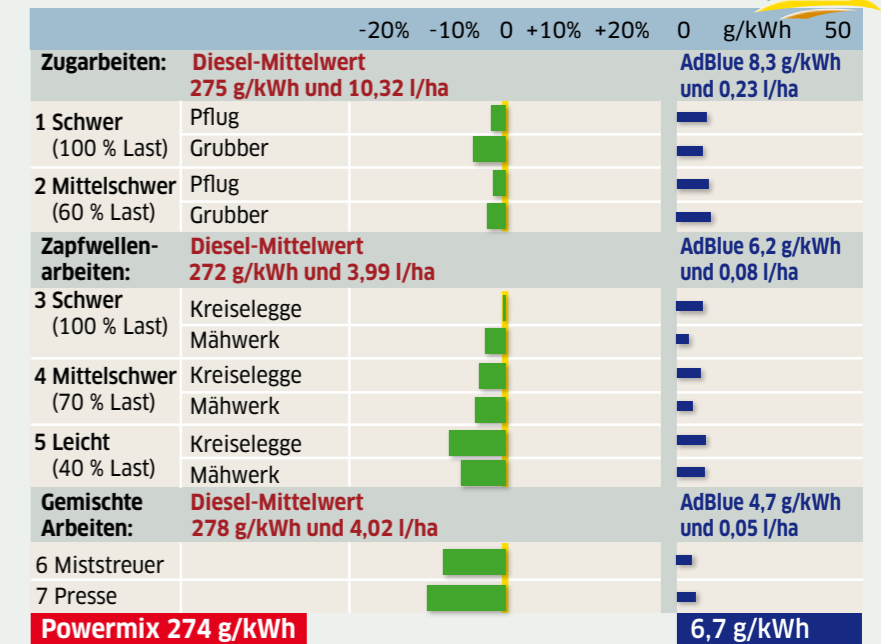 -20% -10% 0 +10% +20% 0 g/kWh 50
Zugarbeiten: Diesel-Mittelwert AdBlue 8,3 g/kWh
275 g/kWh und 10,32 l/ha und 0,23 l/ha
1 Schwer Pflug
(100 % Last) Grubber
2 Mittelschwer Pflug
(60 % Last) Grubber
Zapfwellen- Diesel-Mittelwert AdBlue 6,2 g/kWh
arbeiten: 272 g/kWh und 3,99 l/ha und 0,08 l/ha
3 Schwer Kreiselegge
(100 % Last) Mähwerk
4 Mittelschwer Kreiselegge
(70 % Last) Mähwerk
5 Leicht Kreiselegge
(40 % Last) Mähwerk
Gemischte Diesel-Mittelwert AdBlue 4,7 g/kWh
Arbeiten: 278 g/kWh und 4,02 l/ha und 0,05 l/ha
6 Miststreuer
7 Presse
Powermix 274 g/kWh 6,7 g/kWh